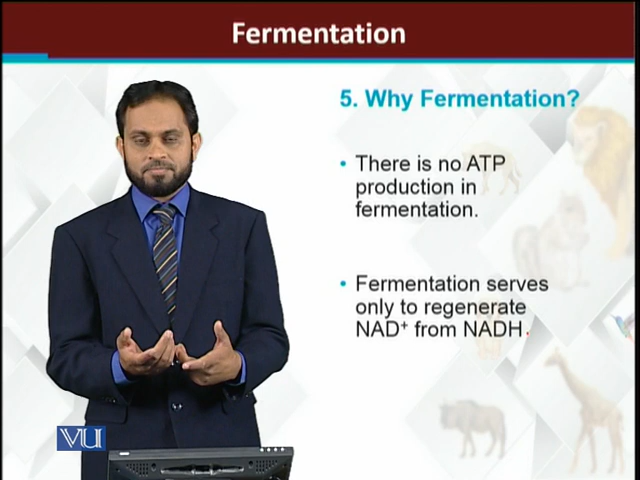 Fermentation
5. Why Fermentation?
• There is no ATP
production in
fermentation.
• Fermentation serves
only to regenerate
NAD⁺ from NADH.
VU